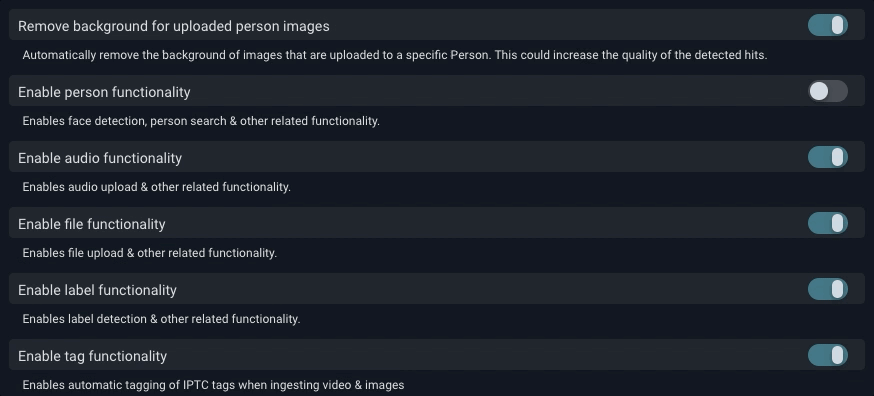 Remove background for uploaded person images
Automatically remove the background of images that are uploaded to a specific Person. This could increase the quality of the detected hits.
Enable person functionality
Enables face detection, person search & other related functionality.
Enable audio functionality
Enables audio upload & other related functionality.
Enable file functionality
Enables file upload & other related functionality.
Enable label functionality
Enables label detection & other related functionality.
Enable tag functionality
Enables automatic tagging of IPTC tags when ingesting video & images